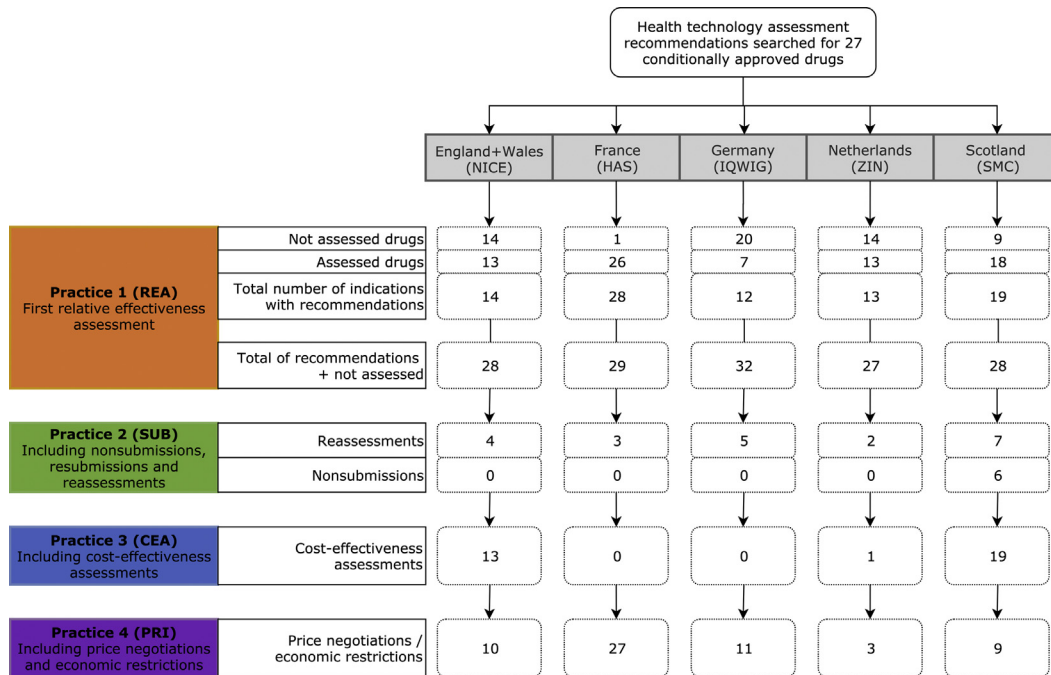 Health technology assessment
recommendations searched for 27
conditionally approved drugs
England+Wales
(NICE)
France
(HAS)
Germany
(IQWIG)
Netherlands
(ZIN)
Scotland
(SMC)
Practice 1 (REA)
First relative effectiveness
assessment
Not assessed drugs
14
1
20
14
9
Assessed drugs
13
26
7
13
18
Total number of indications
with recommendations
14
28
12
13
19
Total of recommendations
+ not assessed
28
29
32
27
28
Practice 2 (SUB)
Including nonsubmissions,
resubmissions and
reassessments
Reassessments
4
3
5
2
7
Nonsubmissions
0
0
0
0
6
Practice 3 (CEA)
Including cost-effectiveness
assessments
Cost-effectiveness
assessments
13
0
0
1
19
Practice 4 (PRI)
Including price negotiations
and economic restrictions
Price negotiations /
economic restrictions
10
27
11
3
9